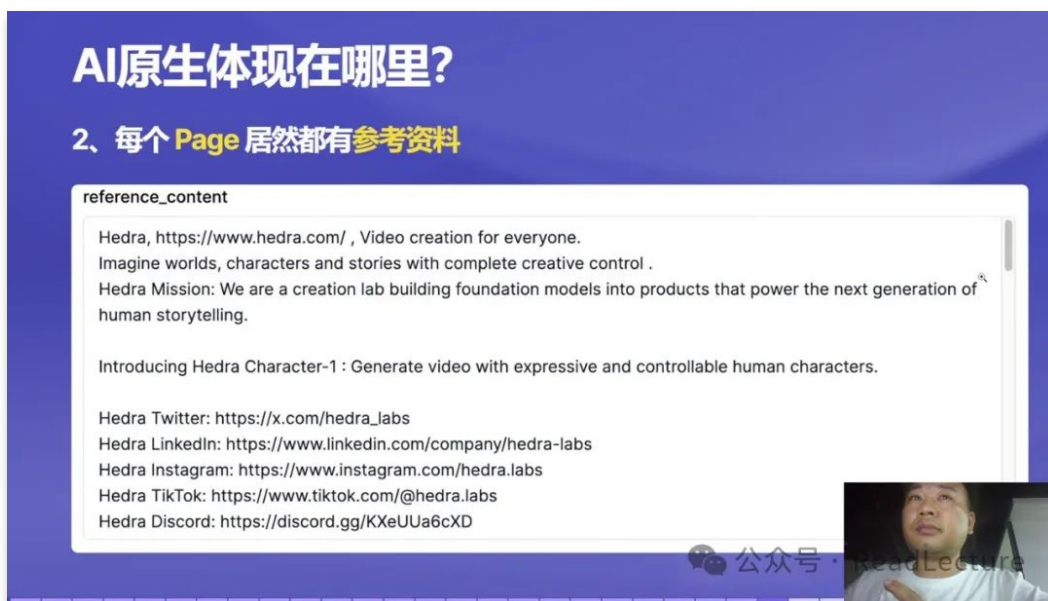 AI原生体现在哪里？
2、每个 Page 居然都有参考资料
reference_content
Hedra, https://www.hedra.com/ , Video creation for everyone.
Imagine worlds, characters and stories with complete creative control .
Hedra Mission: We are a creation lab building foundation models into products that power the next generation of
human storytelling.
Introducing Hedra Character-1 : Generate video with expressive and controllable human characters.
Hedra Twitter: https://x.com/hedra_labs
Hedra LinkedIn: https://www.linkedin.com/company/hedra-labs
Hedra Instagram: https://www.instagram.com/hedra.labs
Hedra TikTok: https://www.tiktok.com/@hedra.labs
Hedra Discord: https://discord.gg/KXeUUa6cXD
公众号 · ReadLecture